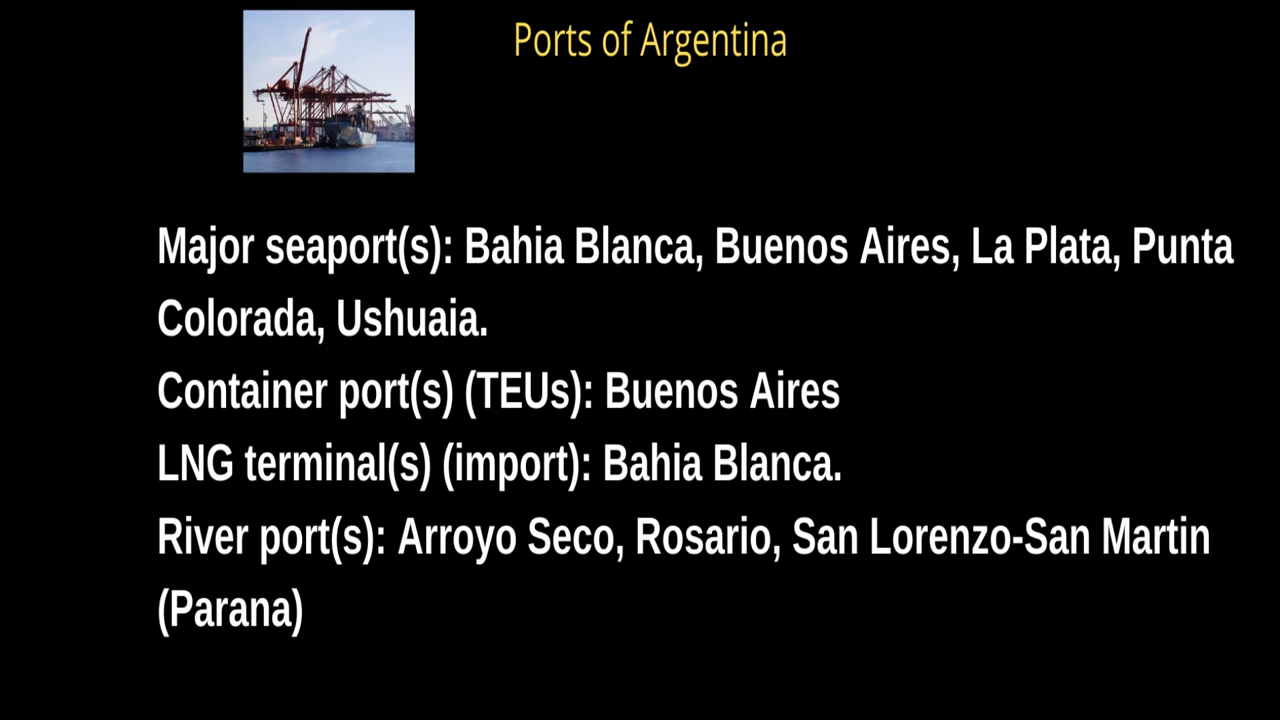 Ports of Argentina
Major seaport(s): Bahia Blanca, Buenos Aires, La Plata, Punta
Colorada, Ushuaia.
Container port(s) (TEUs): Buenos Aires
LNG terminal(s) (import): Bahia Blanca.
River port(s): Arroyo Seco, Rosario, San Lorenzo-San Martin
(Parana)